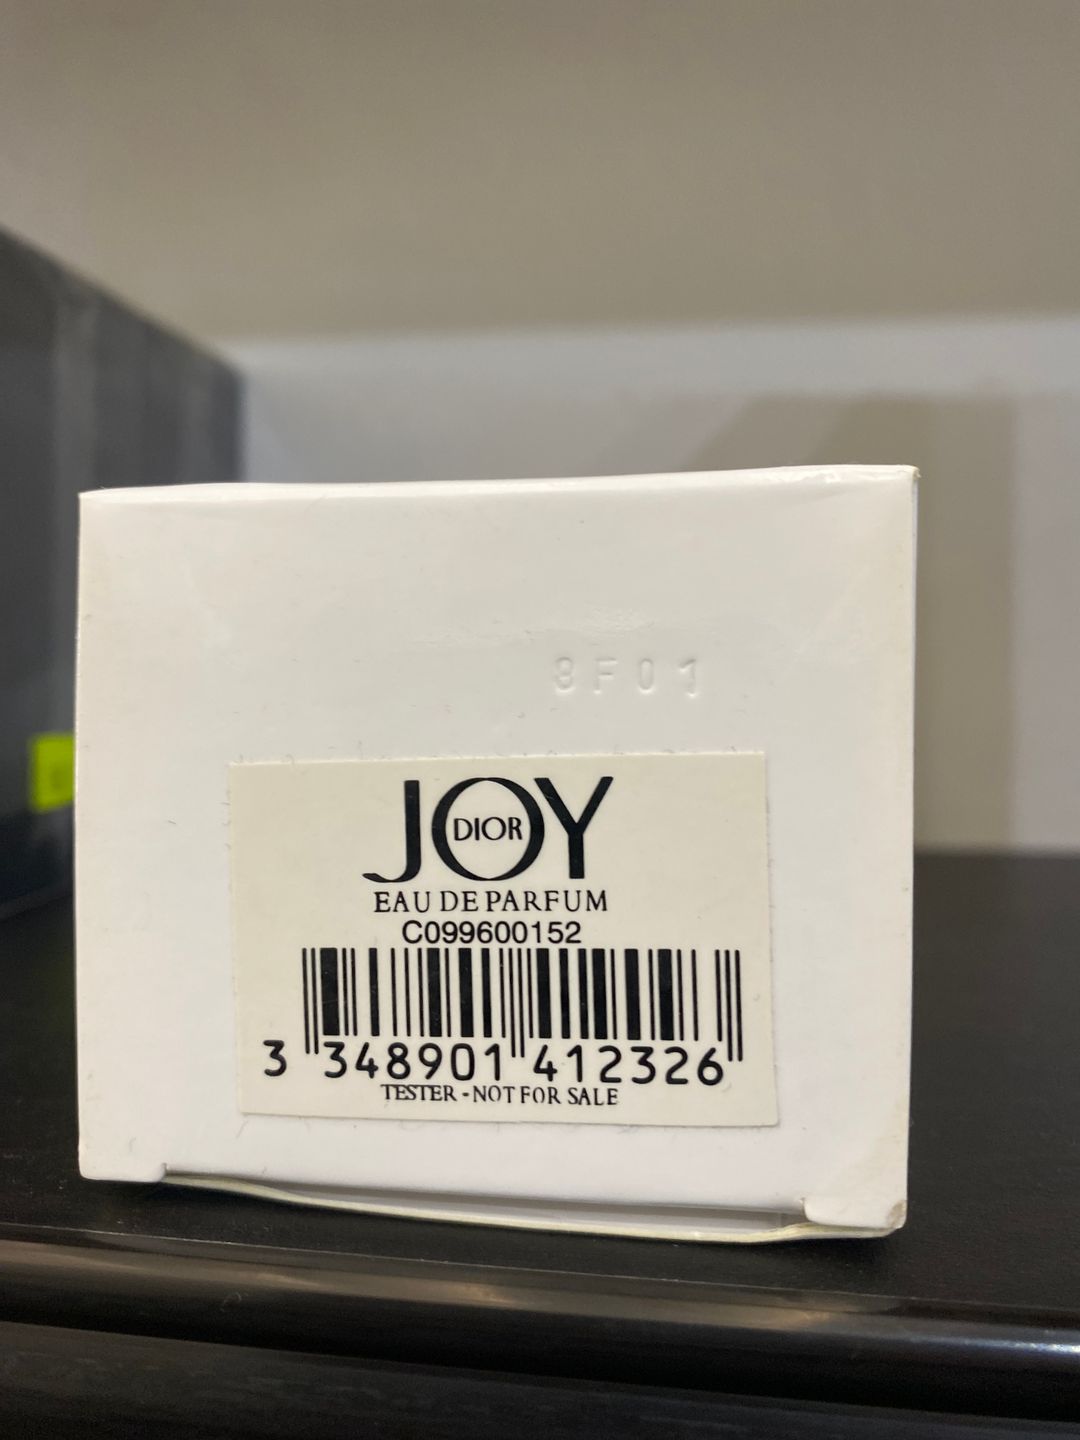 8F01
JOY
DIOR
EAU DE PARFUM
C099600152
3 348901 412326
TESTER - NOT FOR SALE